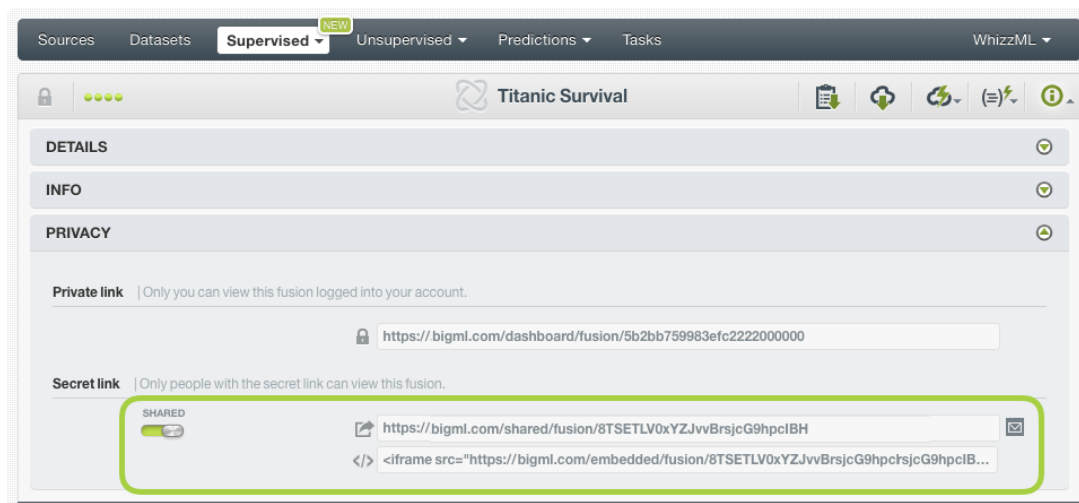 NEW
Sources Datasets Supervised Unsupervised Predictions Tasks WhizzML
Titanic Survival
DETAILS
INFO
PRIVACY
Private link | Only you can view this fusion logged into your account.
https://bigml.com/dashboard/fusion/5b2bb759983efc2222000000
Secret link | Only people with the secret link can view this fusion.
SHARED
https://bigml.com/shared/fusion/8TSETLV0xYZJvvBrsjcG9hpcIBH
</> <iframe src="https://bigml.com/embedded/fusion/8TSETLV0xYZJvvBrsjcG9hpcIrsjcG9hpcIB...